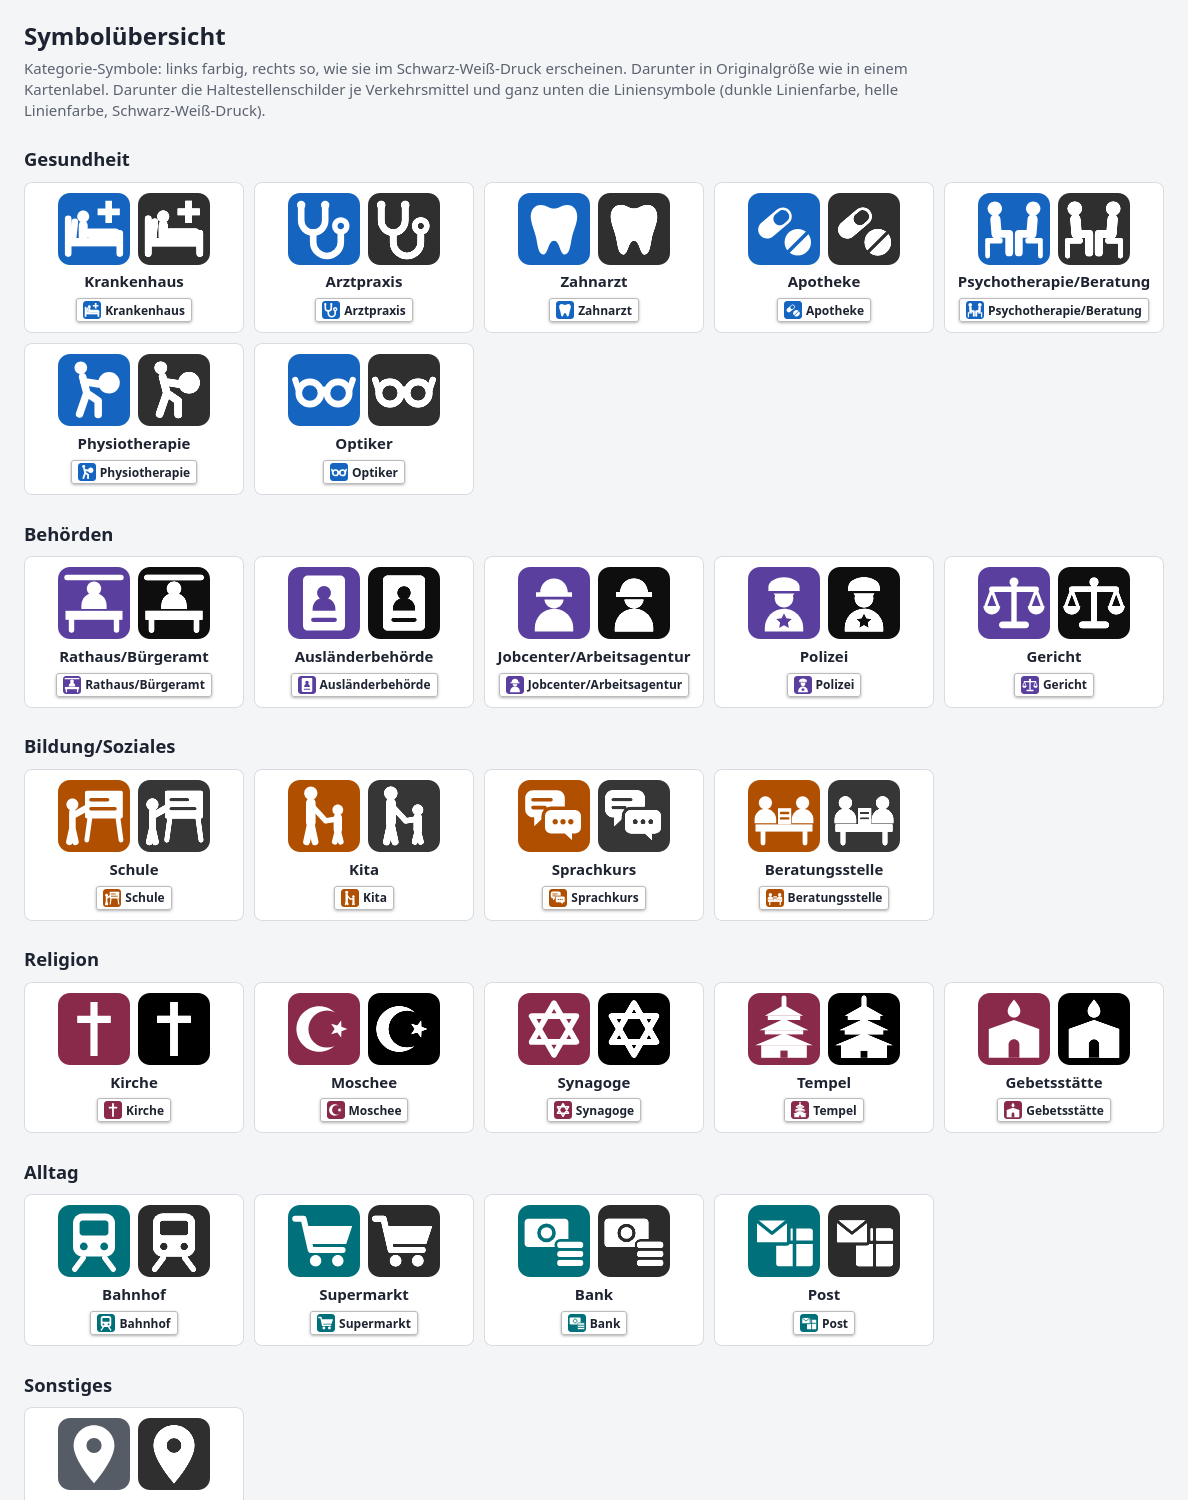 Symbolübersicht
Kategorie-Symbole: links farbig, rechts so, wie sie im Schwarz-Weiß-Druck erscheinen. Darunter in Originalgröße wie in einem
Kartenlabel. Darunter die Haltestellenschilder je Verkehrsmittel und ganz unten die Liniensymbole (dunkle Linienfarbe, helle
Linienfarbe, Schwarz-Weiß-Druck).
Gesundheit
Krankenhaus
Krankenhaus
Arztpraxis
Arztpraxis
Zahnarzt
Zahnarzt
Apotheke
Apotheke
Psychotherapie/Beratung
Psychotherapie/Beratung
Physiotherapie
Physiotherapie
Optiker
Optiker
Behörden
Rathaus/Bürgeramt
Rathaus/Bürgeramt
Ausländerbehörde
Ausländerbehörde
Jobcenter/Arbeitsagentur
Jobcenter/Arbeitsagentur
Polizei
Polizei
Gericht
Gericht
Bildung/Soziales
Schule
Schule
Kita
Kita
Sprachkurs
Sprachkurs
Beratungsstelle
Beratungsstelle
Religion
Kirche
Kirche
Moschee
Moschee
Synagoge
Synagoge
Tempel
Tempel
Gebetsstätte
Gebetsstätte
Alltag
Bahnhof
Bahnhof
Supermarkt
Supermarkt
Bank
Bank
Post
Post
Sonstiges